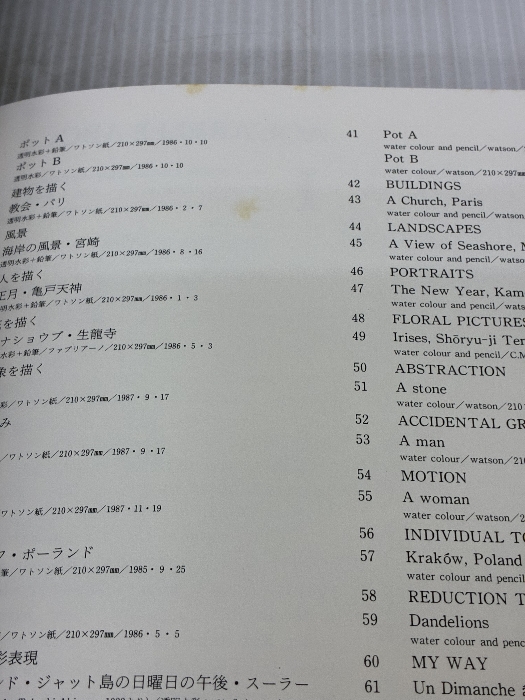 ポットA
透明水彩+鉛筆／ワトソン紙／210×297㎜／1986・10・10
ポットB
透明水彩／ワトソン紙／210×297㎜／1986・10・10
建物を描く
教会・パリ
透明水彩+鉛筆／ワトソン紙／210×297㎜／1986・2・7
風景
海岸の風景・宮崎
透明水彩+鉛筆／ワトソン紙／210×297㎜／1986・8・16
人を描く
正月・亀戸天神
明水彩+鉛筆／ワトソン紙／210×297㎜／1986・1・3
を描く
ナショウブ・生龍寺
水彩+鉛筆／ファブリアーノ／210×297㎜／1986・5・3
象を描く
彩／ワトソン紙／210×297㎜／1987・9・17
み
／ワトソン紙／210×297㎜／1987・9・17
ワトソン紙／210×297㎜／1987・11・19
フ・ポーランド
筆／ワトソン紙／210×297㎜／1985・9・25
／ワトソン紙／210×297㎜／1986・5・5
彩表現
ンド・ジャット島の日曜日の午後・スーラー
41 Pot A
water colour and pencil／watson／
Pot B
water colour／watson／210×297㎜
42 BUILDINGS
43 A Church, Paris
water colour and pencil／watson
44 LANDSCAPES
45 A View of Seashore, M
water colour and pencil／watson
46 PORTRAITS
47 The New Year, Kam
water colour and pencil／wats
48 FLORAL PICTURES
49 Irises, Shōryu-ji Ter
water colour and pencil／C.M
50 ABSTRACTION
51 A stone
water colour／watson／210
52 ACCIDENTAL GR
53 A man
water colour／watson／21
54 MOTION
55 A woman
water colour／watson／2
56 INDIVIDUAL TO
57 Kraków, Poland
water colour and pencil
58 REDUCTION T
59 Dandelions
water colour and penc
60 MY WAY
61 Un Dimanche à